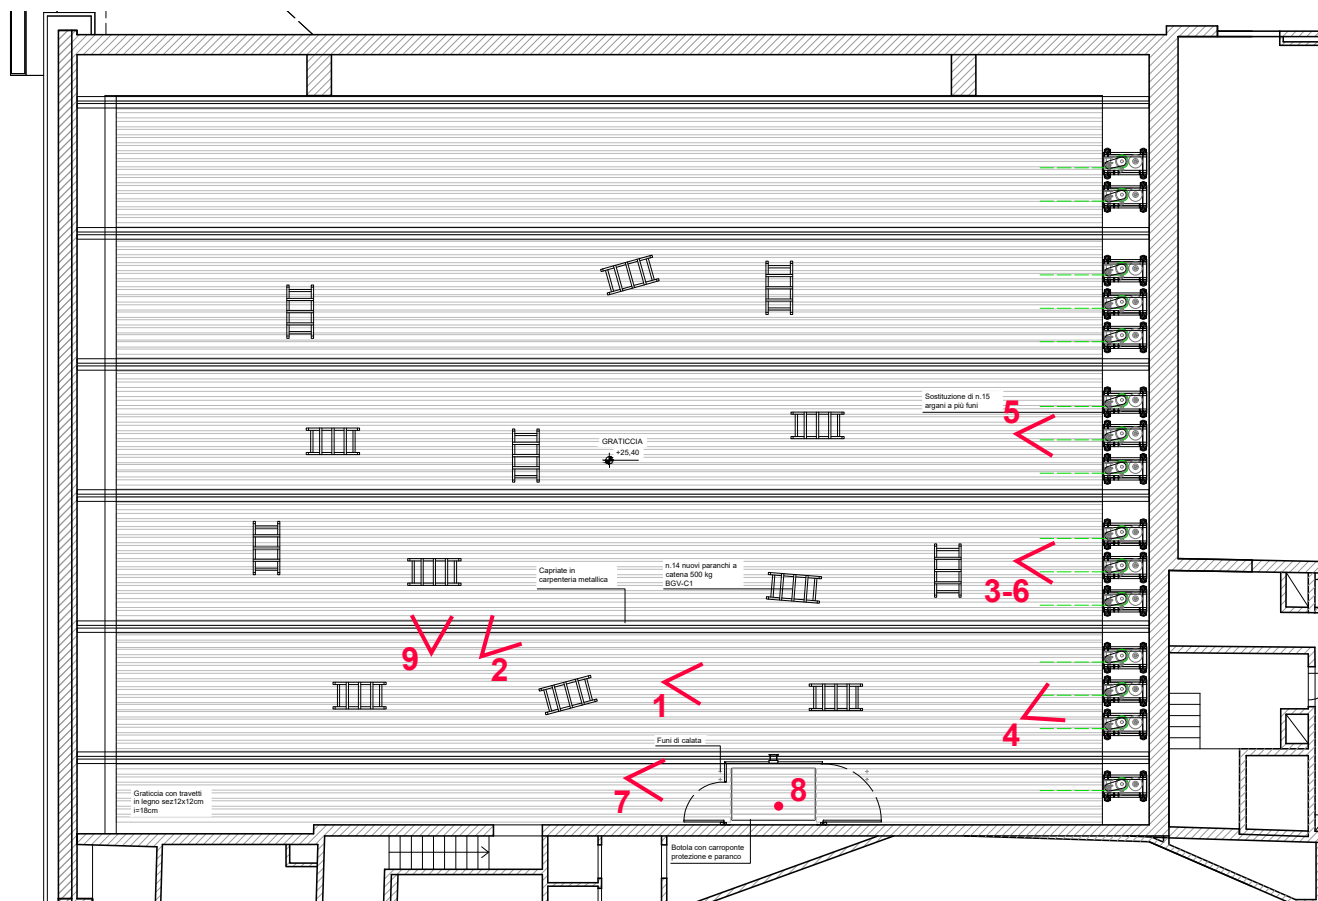 Sostituzione di n.15
argani a più funi
5
GRATICCIA
+25,40
Capriate in
carpenteria metallica
n.14 nuovi paranchi a
catena 500 kg
BGV-C1
3-6
9
2
1
4
Funi di calata
7
8
Graticcia con travetti
in legno sez12x12cm
i=18cm
Botola con carroponte
protezione e paranco